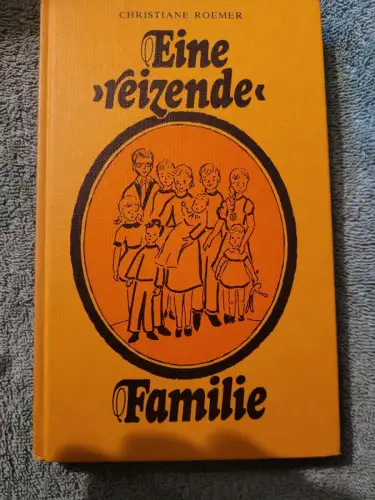 CHRISTIANE ROEMER
Eine
›reizende‹
Familie